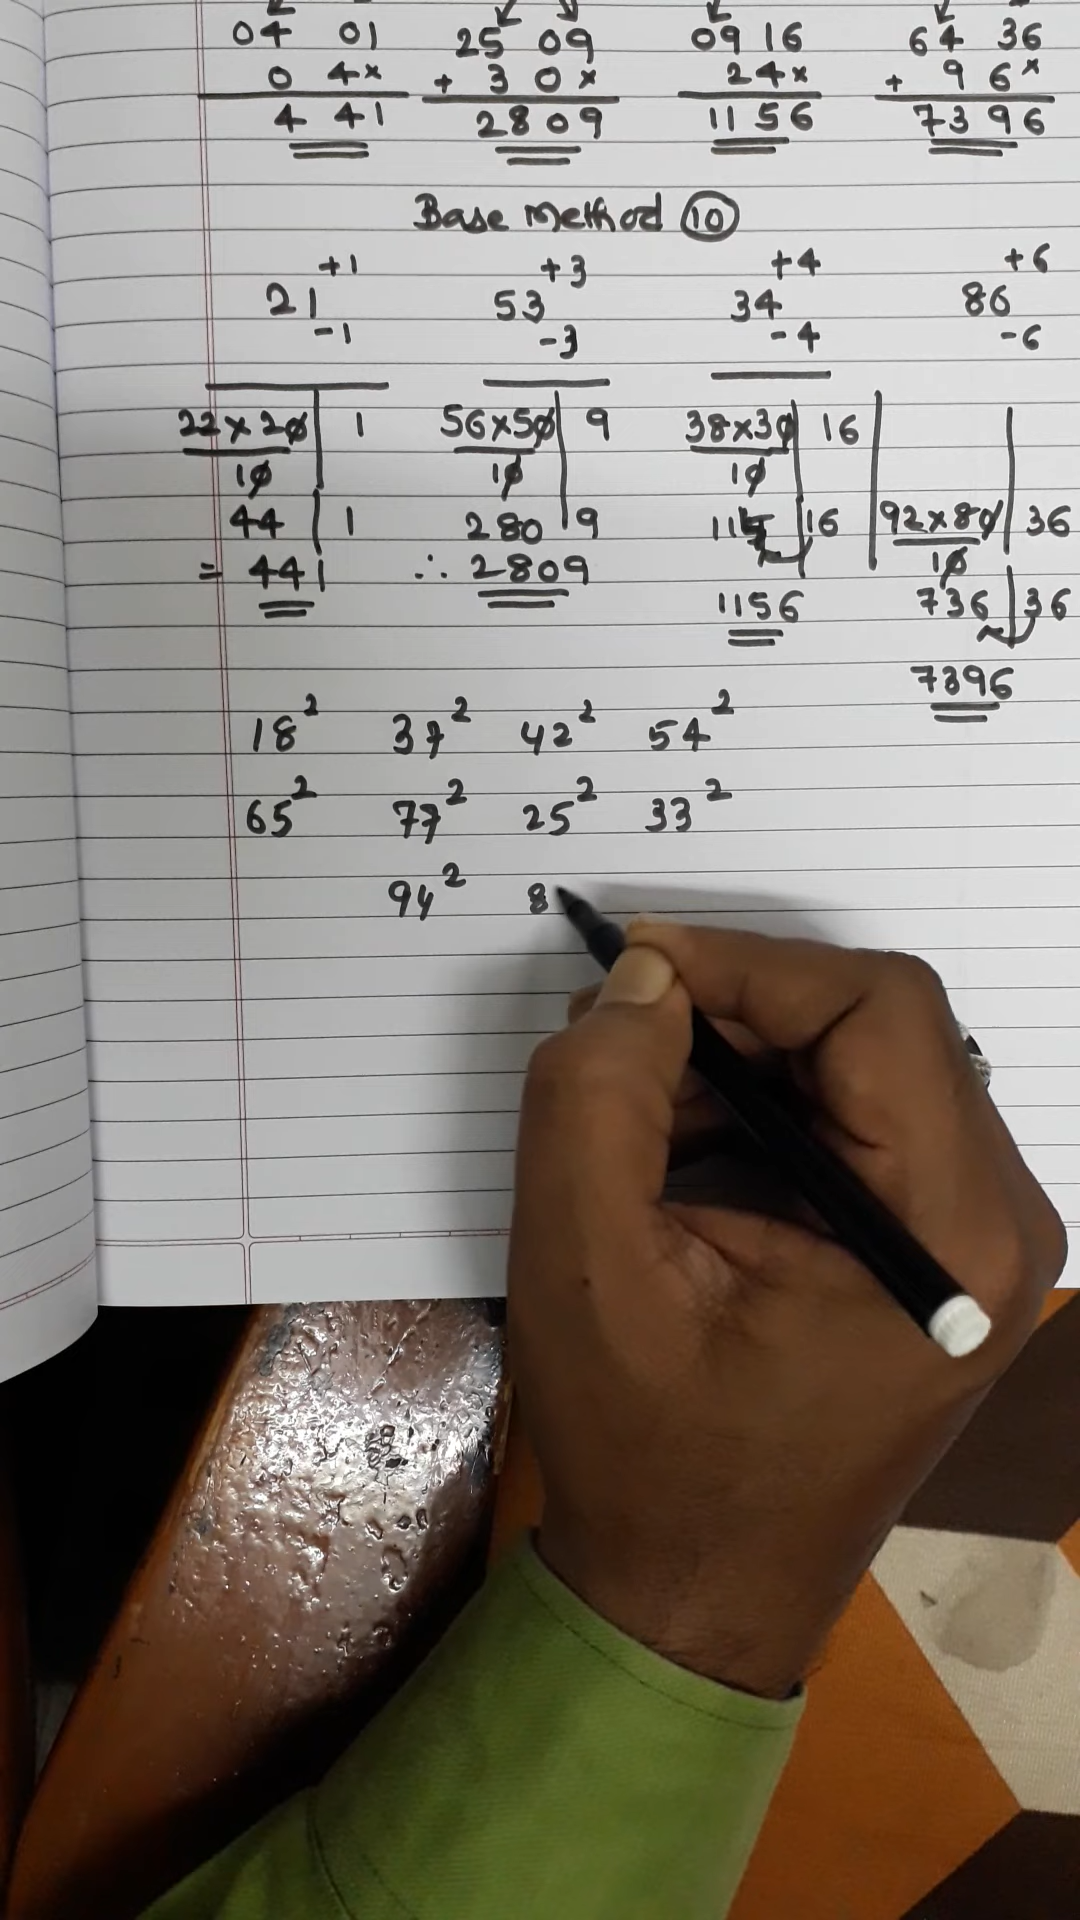 04 01 25 09 09 16 64 36
0 4× + 3 0 × 24× + 9 6×
4 41 2809 1156 7396
Base Method 10
+1 +3 +4 +6
21 53 34 86
-1 -3 -4 -6
22×20 | 1 56×50 | 9 38×30 | 16
10 10 10
44 | 1 280 | 9 114 | 16 92×80 | 36
= 441 ∴ 2809 10
1156 736 | 36
7396
18² 37² 42² 54²
65² 77² 25² 33²
94² 8